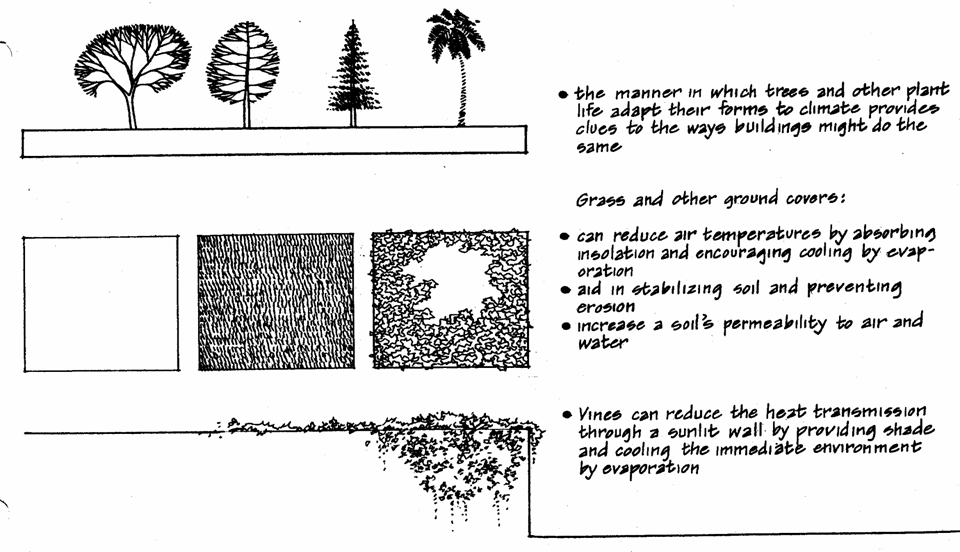 • the manner in which trees and other plant
life adapt their forms to climate provides
clues to the ways buildings might do the
same
Grass and other ground covers:
• can reduce air temperatures by absorbing
insolation and encouraging cooling by evap-
oration
• aid in stabilizing soil and preventing
erosion
• increase a soil's permeability to air and
water
• Vines can reduce the heat transmission
through a sunlit wall by providing shade
and cooling the immediate environment
by evaporation